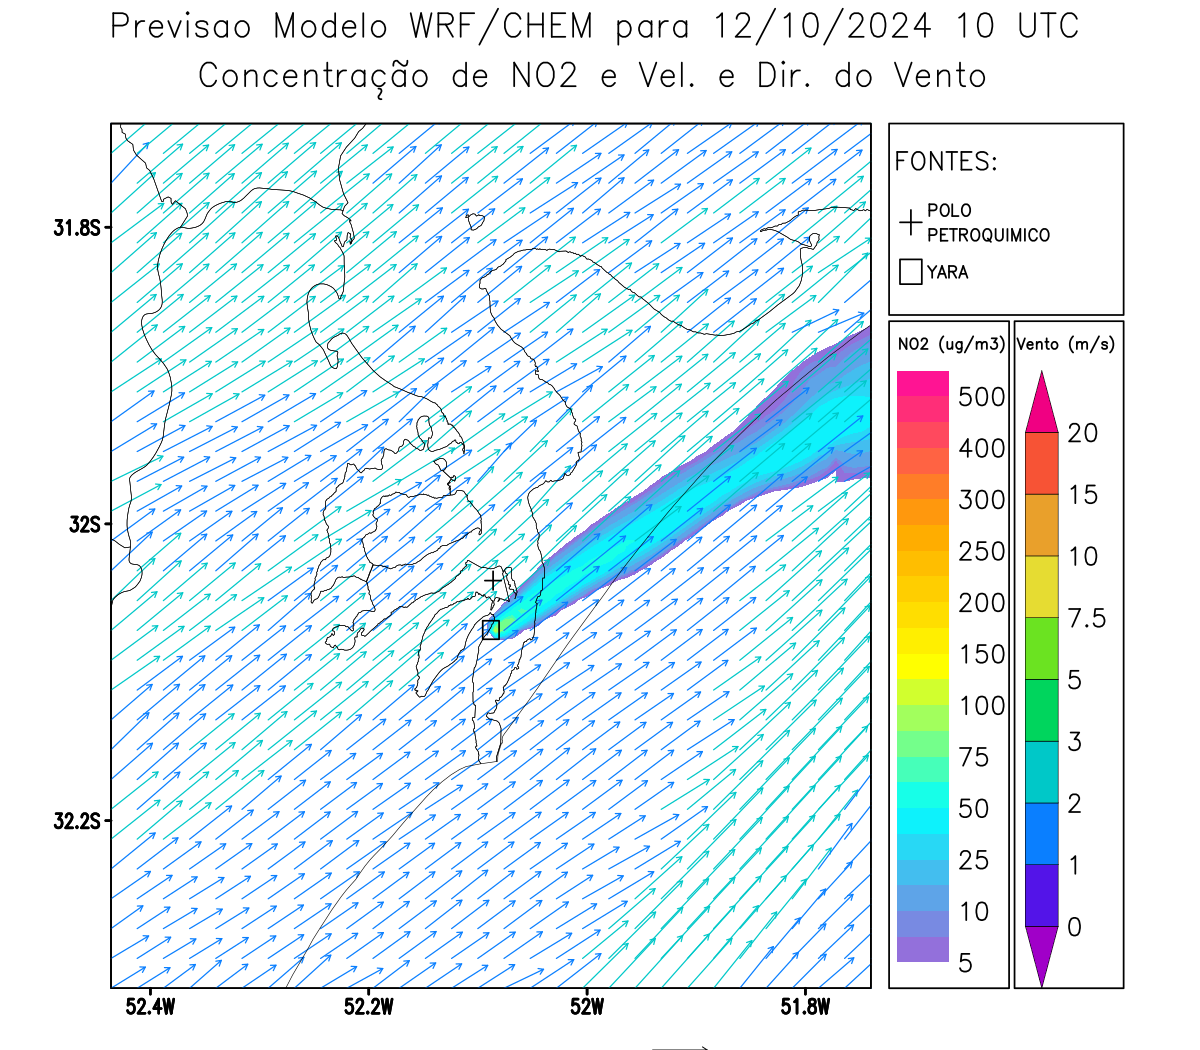 Previsao Modelo WRF/CHEM para 12/10/2024 10 UTC
Concentração de NO2 e Vel. e Dir. do Vento
FONTES:
POLO
PETROQUIMICO
YARA
NO2 (ug/m3)
500
400
300
250
200
150
100
75
50
25
10
5
Vento (m/s)
20
15
10
7.5
5
3
2
1
0
31.8S
32S
32.2S
52.4W
52.2W
52W
51.8W